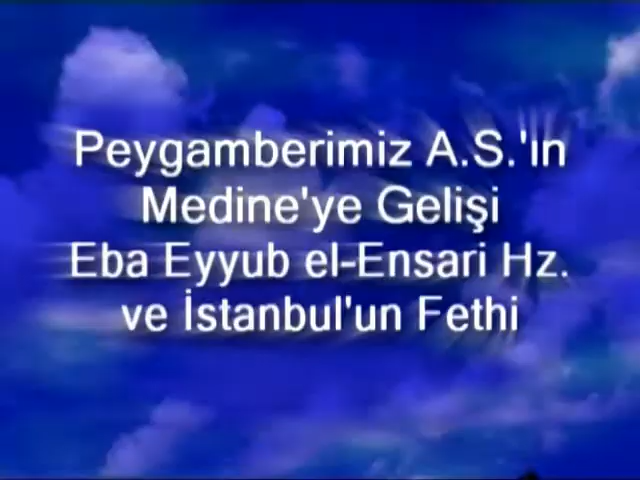 Peygamberimiz A.S.'ın
Medine'ye Gelişi
Eba Eyyub el-Ensari Hz.
ve İstanbul'un Fethi